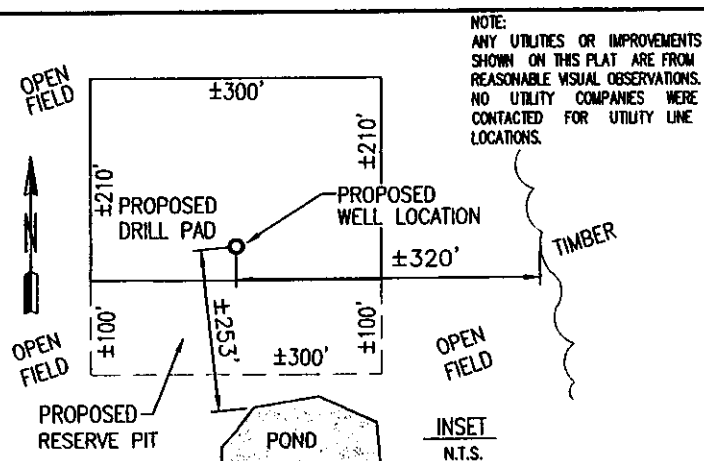 NOTE:
ANY UTILITIES OR IMPROVEMENTS
SHOWN ON THIS PLAT ARE FROM
REASONABLE VISUAL OBSERVATIONS.
NO UTILITY COMPANIES WERE
CONTACTED FOR UTILITY LINE
LOCATIONS.
OPEN
FIELD
±300'
±210'
±210'
N
PROPOSED
DRILL PAD
PROPOSED
WELL LOCATION
TIMBER
±320'
±253'
±100'
±100'
±300'
OPEN
FIELD
OPEN
FIELD
PROPOSED
RESERVE PIT
POND
INSET
N.T.S.